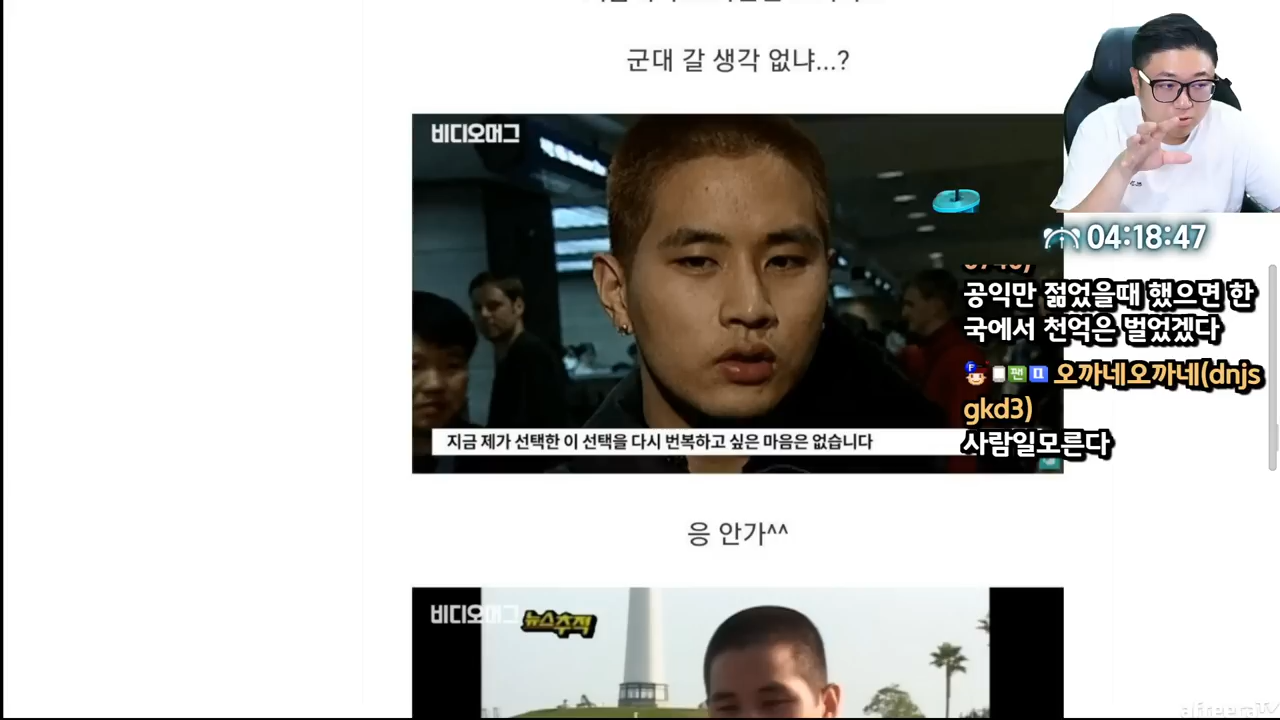 군대 갈 생각 없냐...?
비디오머그
04:18:47
공익만 젊었을때 했으면 한
국에서 천억은 벌었겠다
팬 오까네오까네(dnjs
gkd3)
사람일모른다
지금 제가 선택한 이 선택을 다시 번복하고 싶은 마음은 없습니다
응 안가^^
비디오머그
뉴스추적
afreecaTV